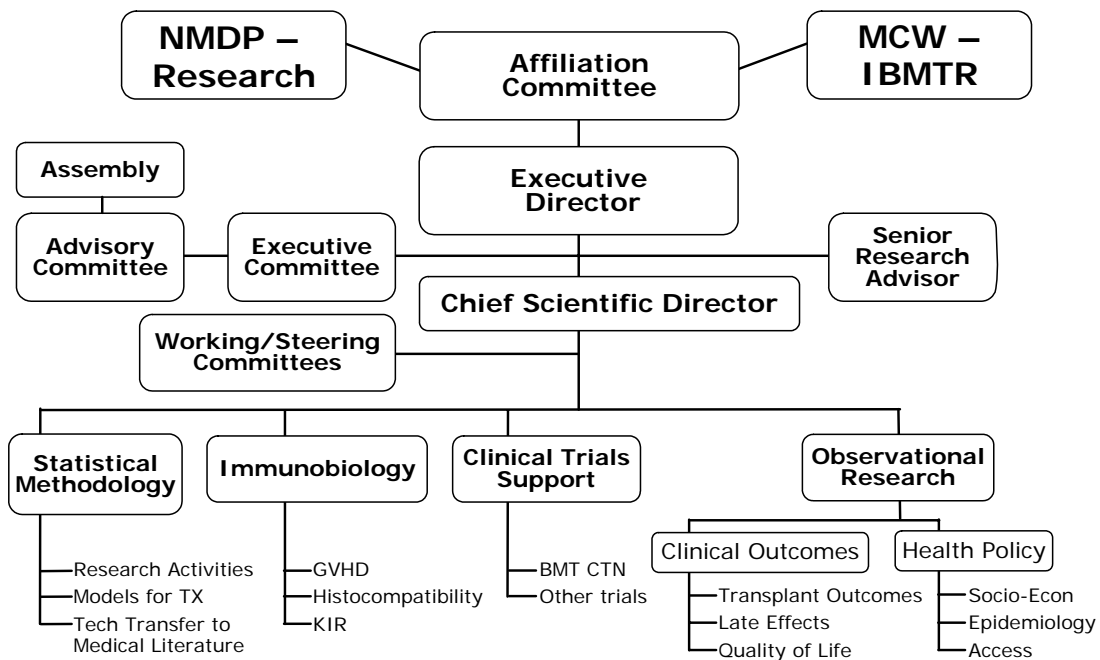 NMDP –
Research
Affiliation
Committee
MCW –
IBMTR
Assembly
Executive
Director
Advisory
Committee
Executive
Committee
Senior
Research
Advisor
Chief Scientific Director
Working/Steering
Committees
Statistical
Methodology
Immunobiology
Clinical Trials
Support
Observational
Research
Research Activities
Models for TX
Tech Transfer to
Medical Literature
GVHD
Histocompatibility
KIR
BMT CTN
Other trials
Clinical Outcomes
Transplant Outcomes
Late Effects
Quality of Life
Health Policy
Socio-Econ
Epidemiology
Access